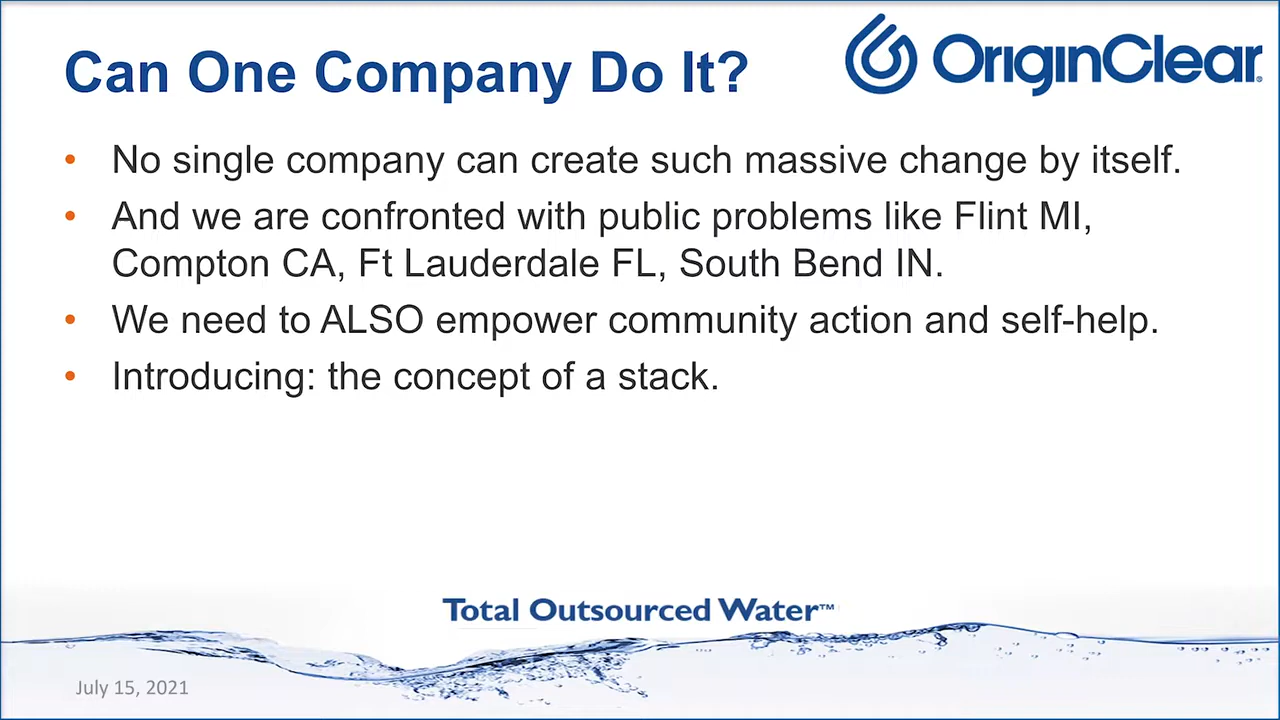 Can One Company Do It?
OriginClear®
• No single company can create such massive change by itself.
• And we are confronted with public problems like Flint MI,
Compton CA, Ft Lauderdale FL, South Bend IN.
• We need to ALSO empower community action and self-help.
• Introducing: the concept of a stack.
Total Outsourced Water™
July 15, 2021